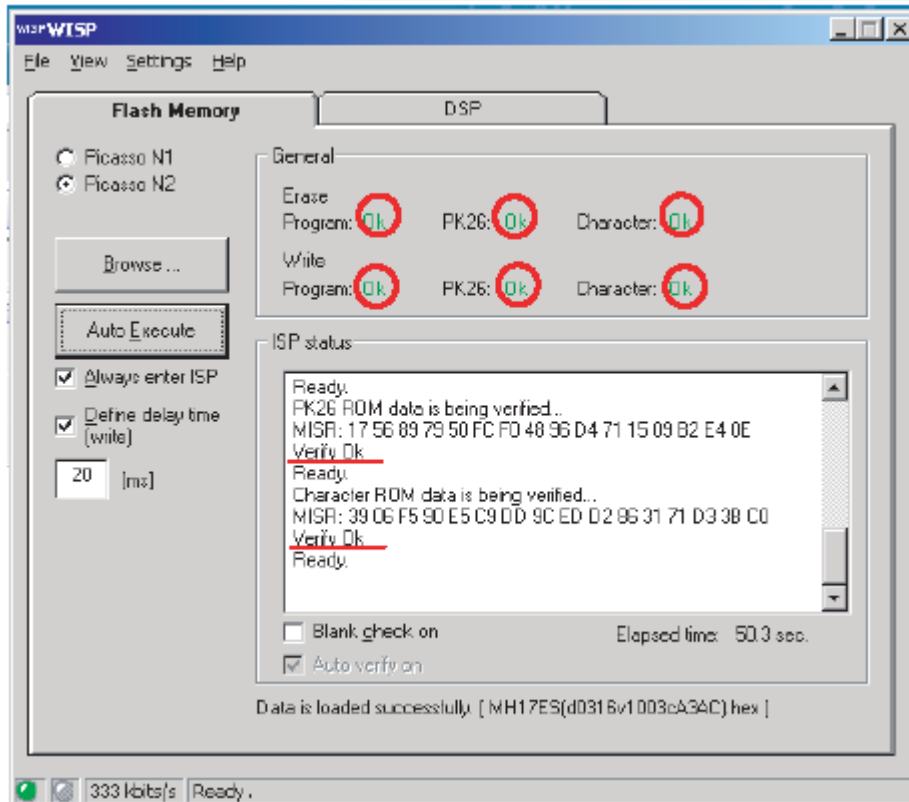 WISP WISP
File View Settings Help
Flash Memory
DSP
Picasso N1
Picasso N2
Browse ...
Auto Execute
Always enter ISP
Define delay time
(write)
20 [ms]
General
Erase
Program: Ok PK26: Ok Character: Ok
Write
Program: Ok PK26: Ok Character: Ok
ISP status
Ready.
PK26 ROM data is being verified...
MISR: 17 56 89 79 50 FC F0 48 96 D4 71 15 09 B2 E4 0E
Verify Ok
Ready.
Character ROM data is being verified...
MISR: 39 06 F5 90 E5 C9 DD 9C ED D2 86 31 71 D3 3B C0
Verify Ok
Ready.
Blank check on
Elapsed time: 50.3 sec.
Auto verify on
Data is loaded successfully. [ MH17ES(d0316v1003cA3AC).hex ]
333 kbits/s Ready .